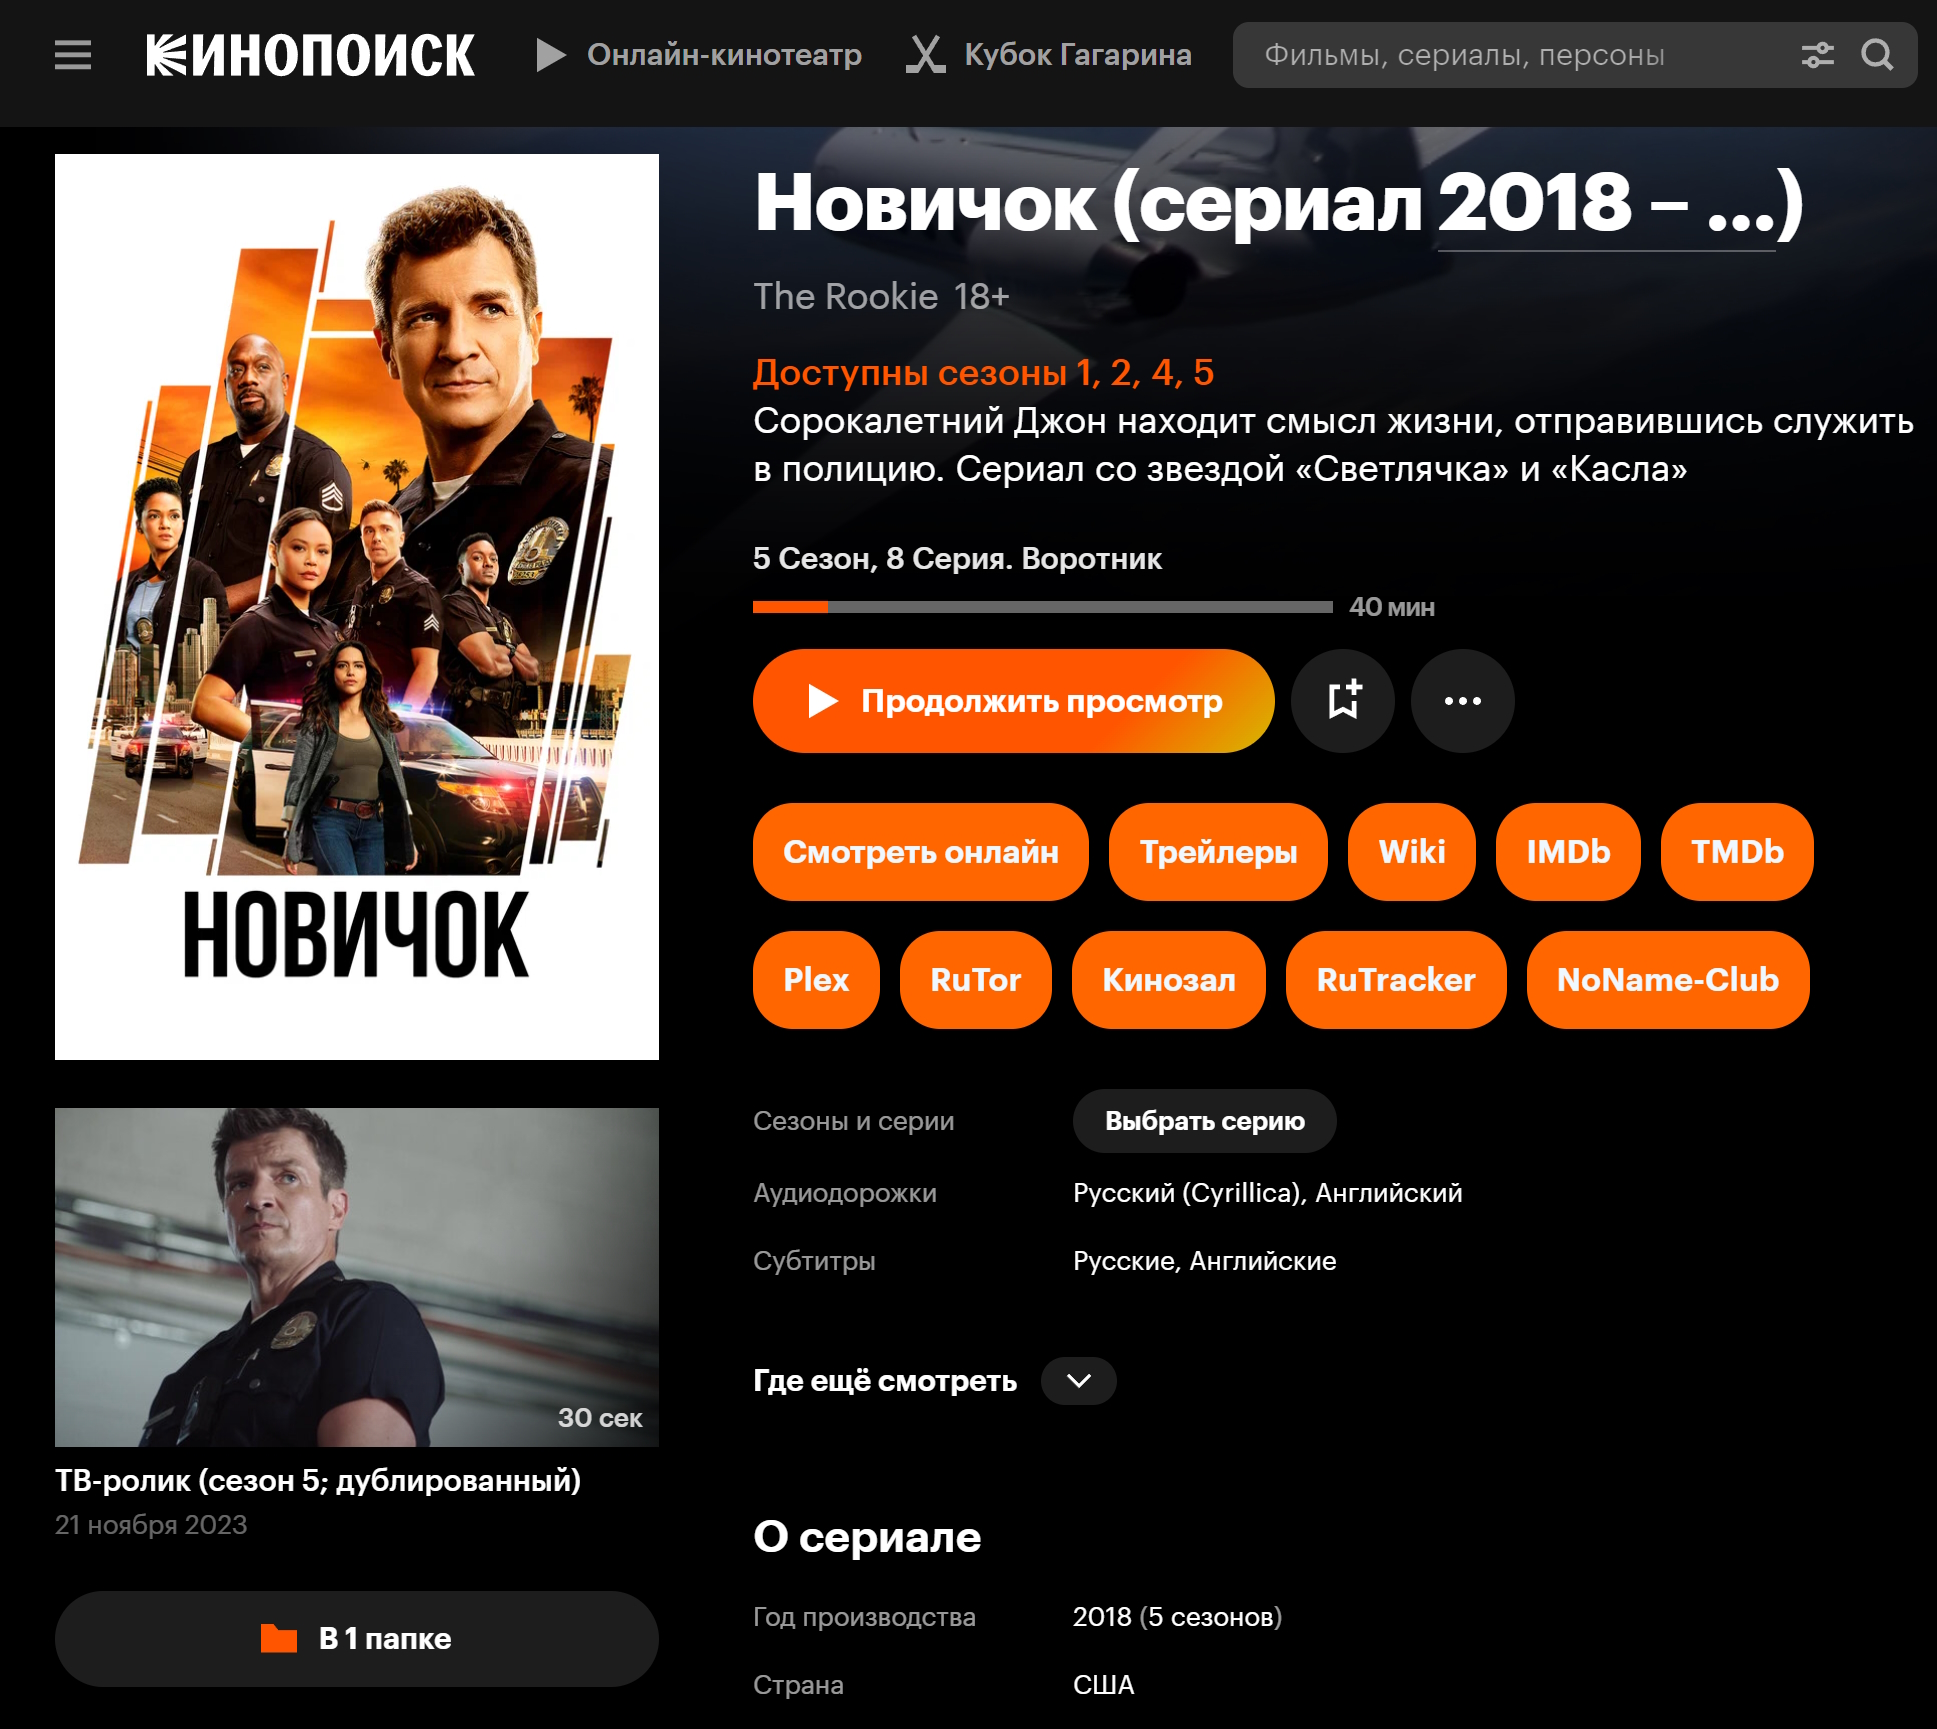 КИНОПОИСК
Онлайн-кинотеатр
Кубок Гагарина
Фильмы, сериалы, персоны
НОВИЧОК
30 сек
ТВ-ролик (сезон 5; дублированный)
21 ноября 2023
В 1 папке
Новичок (сериал 2018 – ...)
The Rookie 18+
Доступны сезоны 1, 2, 4, 5
Сорокалетний Джон находит смысл жизни, отправившись служить
в полицию. Сериал со звездой «Светлячка» и «Касла»
5 Сезон, 8 Серия. Воротник
40 мин
Продолжить просмотр
Смотреть онлайн Трейлеры Wiki IMDb TMDb
Plex RuTor Кинозал RuTracker NoName-Club
Сезоны и серии Выбрать серию
Аудиодорожки Русский (Cyrillica), Английский
Субтитры Русские, Английские
Где ещё смотреть
О сериале
Год производства 2018 (5 сезонов)
Страна США